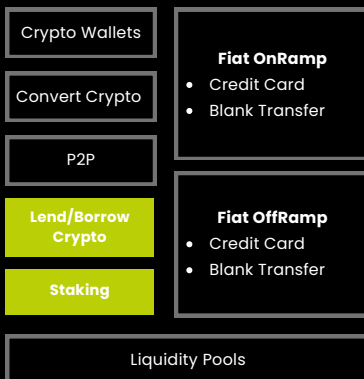 Crypto Wallets
Convert Crypto
P2P
Lend/Borrow
Crypto
Staking
Fiat OnRamp
• Credit Card
• Blank Transfer
Fiat OffRamp
• Credit Card
• Blank Transfer
Liquidity Pools